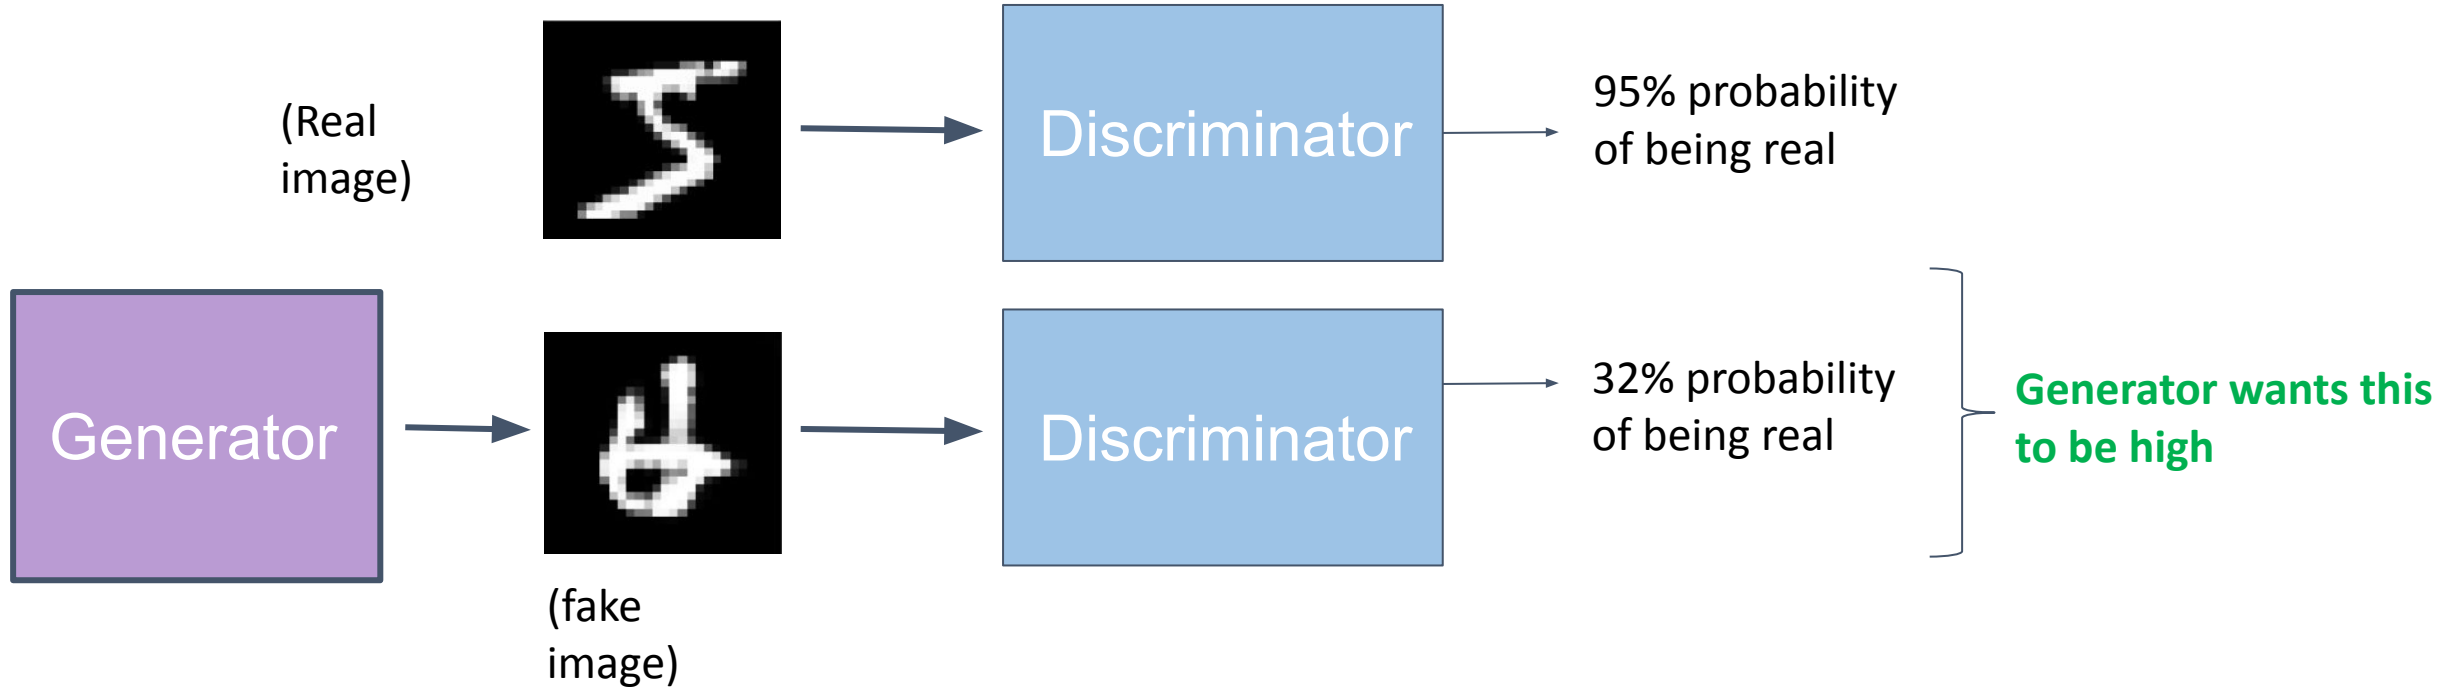 (Real
image)
Discriminator
95% probability
of being real
Generator
(fake
image)
Discriminator
32% probability
of being real
Generator wants this
to be high